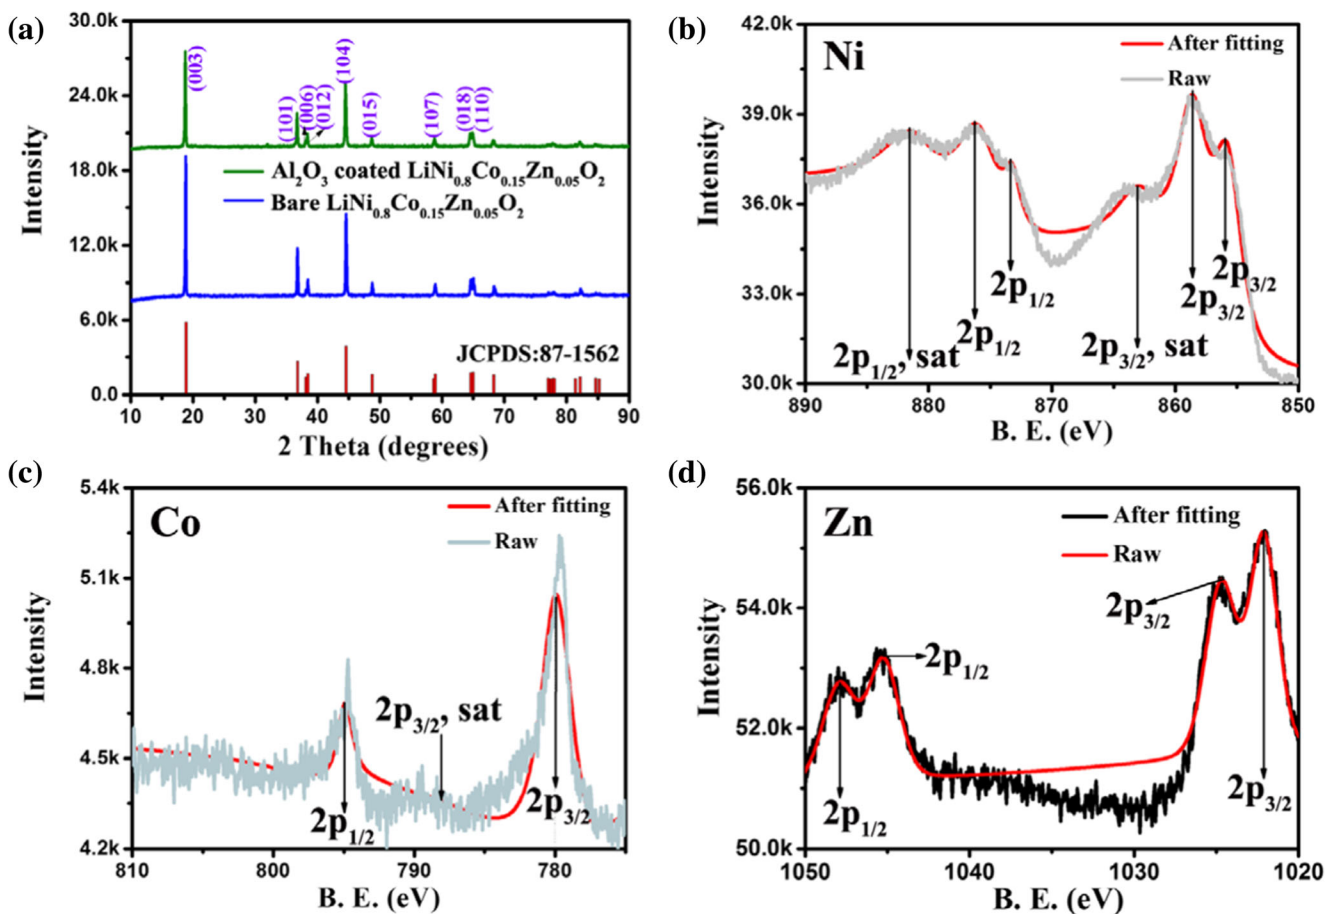 (a)
30.0k
24.0k
18.0k
12.0k
6.0k
0.0
Intensity
(003)
(101)
(006)
(012)
(104)
(015)
(107)
(018)
(110)
Al₂O₃ coated LiNi₀.₈Co₀.₁₅Zn₀.₀₅O₂
Bare LiNi₀.₈Co₀.₁₅Zn₀.₀₅O₂
JCPDS:87-1562
10 20 30 40 50 60 70 80 90
2 Theta (degrees)
(b)
42.0k
39.0k
36.0k
33.0k
30.0k
Intensity
Ni
After fitting
Raw
2p1/2, sat
2p1/2
2p1/2
2p3/2, sat
2p3/2
2p3/2
890 880 870 860 850
B. E. (eV)
(c)
5.4k
5.1k
4.8k
4.5k
4.2k
Intensity
Co
After fitting
Raw
2p3/2, sat
2p1/2
2p3/2
810 800 790 780
B. E. (eV)
(d)
56.0k
54.0k
52.0k
50.0k
Intensity
Zn
After fitting
Raw
2p3/2
2p1/2
2p1/2
2p3/2
1050 1040 1030 1020
B. E. (eV)